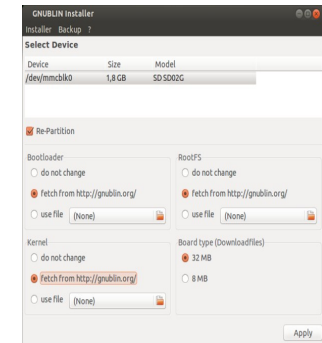 GNUBLIN Installer
Installer Backup ?
Select Device
Device Size Model
/dev/mmcblk0 1,8 GB SD SD02G
Re-Partition
Bootloader
do not change
fetch from http://gnublin.org/
use file (None)
RootFS
do not change
fetch from http://gnublin.org/
use file (None)
Kernel
do not change
fetch from http://gnublin.org/
use file (None)
Board type (Downloadfiles)
32 MB
8 MB
Apply